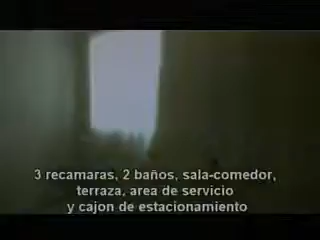 3 recamaras, 2 baños, sala-comedor,
terraza, area de servicio
y cajon de estacionamiento